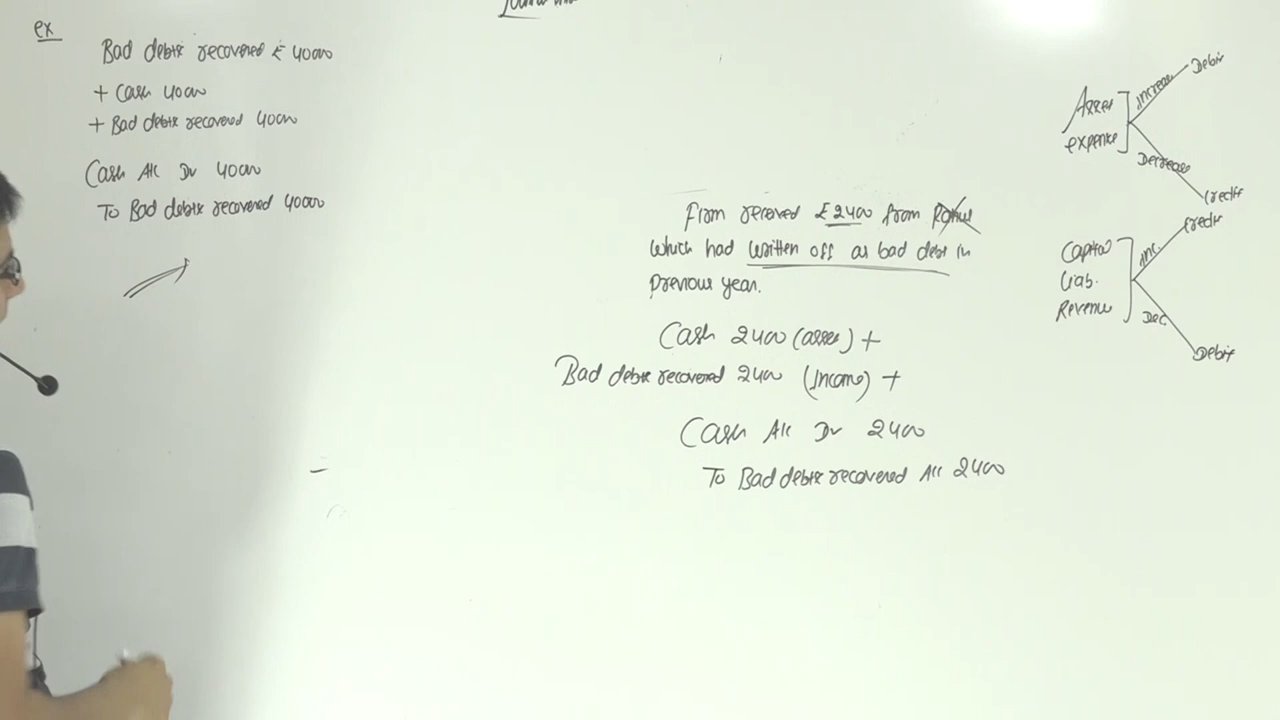 ex
Bad debts recovered ₹ 4000
+ Cash 4000
+ Bad debts recovered 4000
Cash A/c Dr 4000
To Bad debts recovered 4000
Firm received ₹ 2400 from
which had written off as bad debt in
previous year.
Cash 2400 (asset) +
Bad debts recovered 2400 (Income) +
Cash A/c Dr 2400
To Bad debts recovered A/c 2400
Asset
expense
Increase
Debit
Decrease
Credit
Capital
Liab.
Revenue
Inc.
Credit
Dec.
Debit